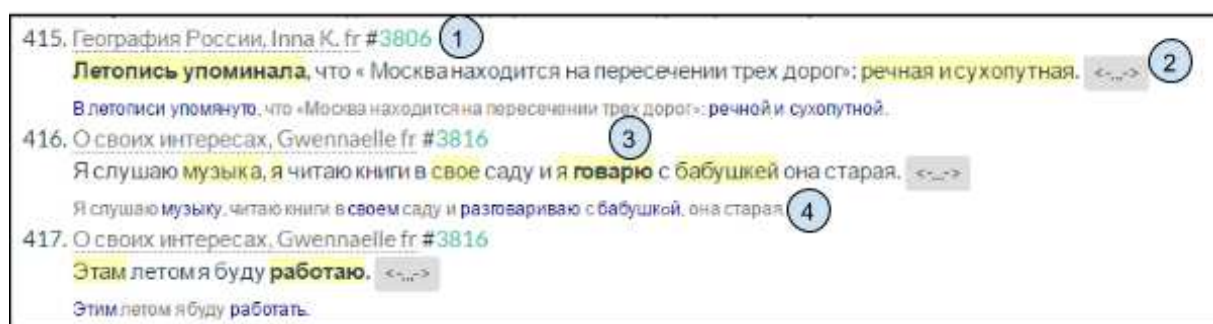 415. География России, Inna K. fr #3806 1
Летопись упоминала, что « Москва находится на пересечении трех дорог»: речная и сухопутная. <-...-> 2
В летописи упомянуто, что «Москва находится на пересечении трех дорог»: речной и сухопутной.
416. О своих интересах, Gwennaelle fr #3816 3
Я слушаю музыка, я читаю книги в свое саду и я говарю с бабушкей она старая. <-...->
Я слушаю музыку, читаю книги в своем саду и разговариваю с бабушкой, она старая 4
417. О своих интересах, Gwennaelle fr #3816
Этам летом я буду работаю. <-...->
Этим летом я буду работать.